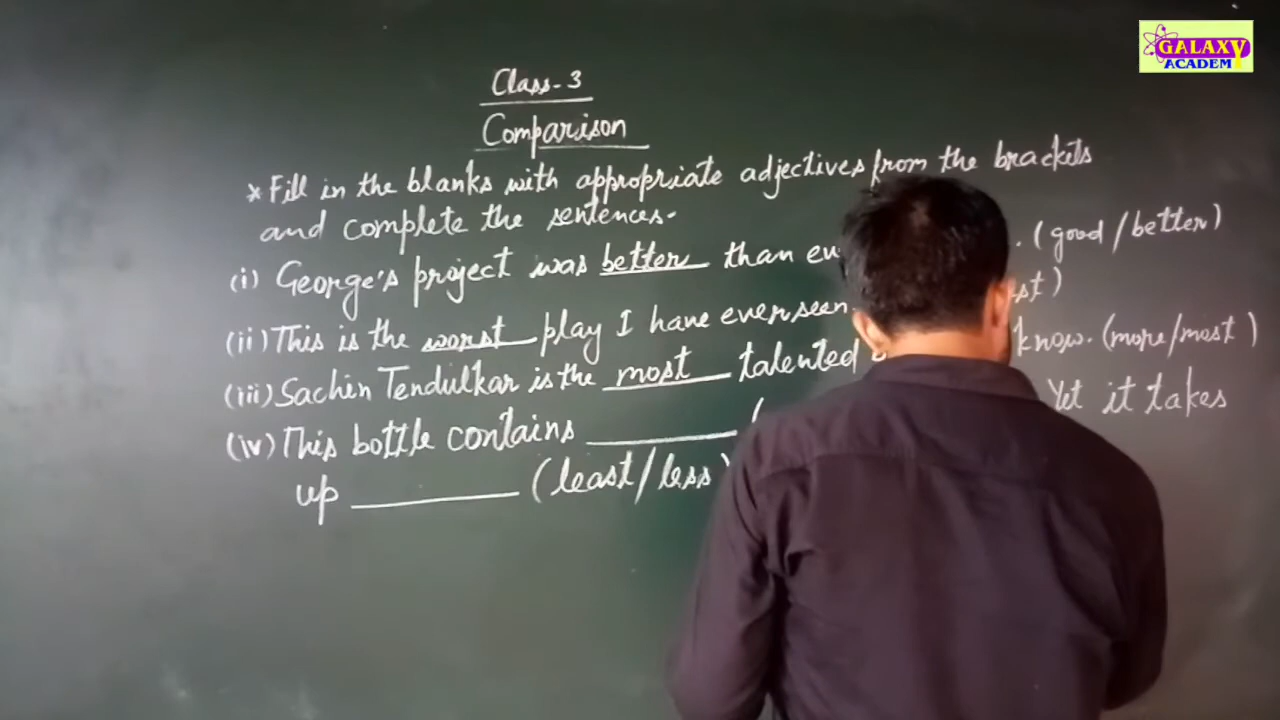 GALAXY
ACADEM
Class-3
Comparison
* Fill in the blanks with appropriate adjectives from the brackets
and complete the sentences.
(i) George's project was better than . (good/better)
(ii) This is the worst play I have ever seen.
(iii) Sachin Tendulkar is the most talented know. (more/most)
(iv) This bottle contains ________ ( Yet it takes
up ________ (least/less)